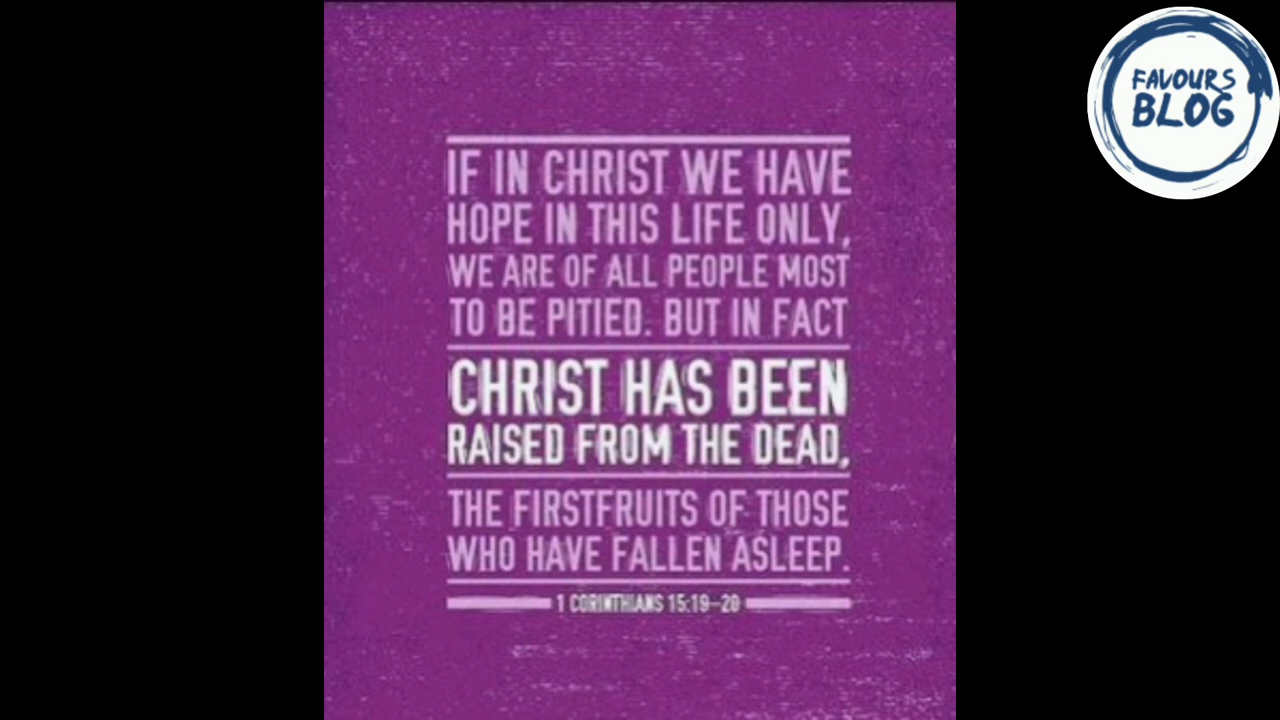 IF IN CHRIST WE HAVE
HOPE IN THIS LIFE ONLY,
WE ARE OF ALL PEOPLE MOST
TO BE PITIED. BUT IN FACT
CHRIST HAS BEEN
RAISED FROM THE DEAD,
THE FIRSTFRUITS OF THOSE
WHO HAVE FALLEN ASLEEP.
1 CORINTHIANS 15:19–20
FAVOURS
BLOG